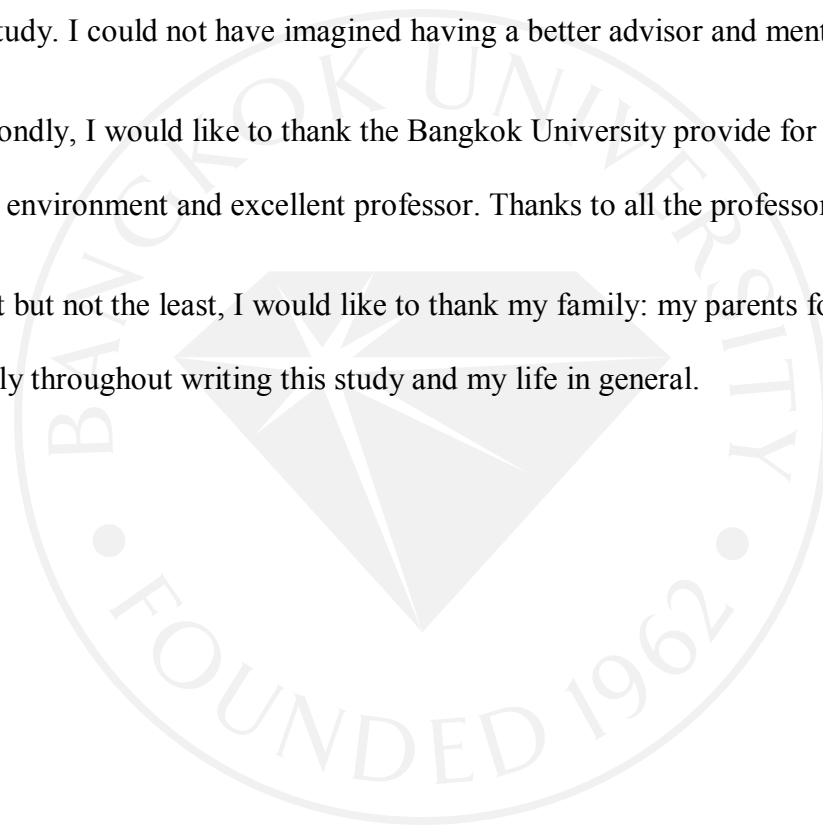 tudy. I could not have imagined having a better advisor and ment
ondly, I would like to thank the Bangkok University provide for
environment and excellent professor. Thanks to all the professor
t but not the least, I would like to thank my family: my parents fo
ly throughout writing this study and my life in general.
BANGKOK UNIVERSITY
FOUNDED 1962